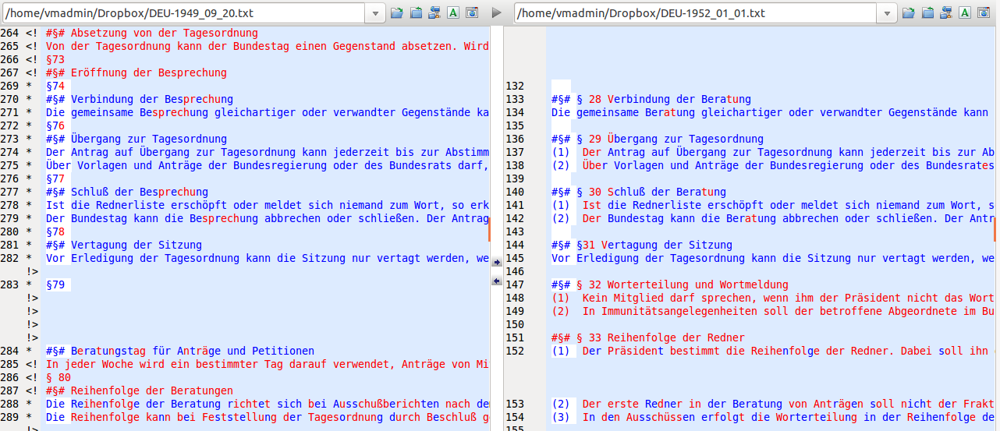 /home/vmadmin/Dropbox/DEU-1949_09_20.txt
264 <! #§# Absetzung von der Tagesordnung
265 <! Von der Tagesordnung kann der Bundestag einen Gegenstand absetzen. Wird
266 <! §73
267 <! #§# Eröffnung der Besprechung
269 * §74
270 * #§# Verbindung der Besprechung
271 * Die gemeinsame Besprechung gleichartiger oder verwandter Gegenstände ka
272 * §76
273 * #§# Übergang zur Tagesordnung
274 * Der Antrag auf Übergang zur Tagesordnung kann jederzeit bis zur Abstimm
275 * Über Vorlagen und Anträge der Bundesregierung oder des Bundesrats darf,
276 * §77
277 * #§# Schluß der Besprechung
278 * Ist die Rednerliste erschöpft oder meldet sich niemand zum Wort, so erk
279 * Der Bundestag kann die Besprechung abbrechen oder schließen. Der Antrag
280 * §78
281 * #§# Vertagung der Sitzung
282 * Vor Erledigung der Tagesordnung kann die Sitzung nur vertagt werden, we
!>
283 * §79
!>
!>
!>
!>
284 * #§# Beratungstag für Anträge und Petitionen
285 <! In jeder Woche wird ein bestimmter Tag darauf verwendet, Anträge von Mi
286 <! § 80
287 <! #§# Reihenfolge der Beratungen
288 * Die Reihenfolge der Beratung richtet sich bei Ausschußberichten nach de
289 * Die Reihenfolge kann bei Feststellung der Tagesordnung durch Beschluß g
!>
/home/vmadmin/Dropbox/DEU-1952_01_01.txt
132
133 #§# § 28 Verbindung der Beratung
134 Die gemeinsame Beratung gleichartiger oder verwandter Gegenstände kann
135
136 #§# § 29 Übergang zur Tagesordnung
137 (1) Der Antrag auf Übergang zur Tagesordnung kann jederzeit bis zur Ab
138 (2) Über Vorlagen und Anträge der Bundesregierung oder des Bundesrates
139
140 #§# § 30 Schluß der Beratung
141 (1) Ist die Rednerliste erschöpft oder meldet sich niemand zum Wort, s
142 (2) Der Bundestag kann die Beratung abbrechen oder schließen. Der Antr
143
144 #§# §31 Vertagung der Sitzung
145 Vor Erledigung der Tagesordnung kann die Sitzung nur vertagt werden, we
146
147 #§# § 32 Worterteilung und Wortmeldung
148 (1) Kein Mitglied darf sprechen, wenn ihm der Präsident nicht das Wort
149 (2) In Immunitätsangelegenheiten soll der betroffene Abgeordnete im Bu
150
151 #§# § 33 Reihenfolge der Redner
152 (1) Der Präsident bestimmt die Reihenfolge der Redner. Dabei soll ihn
153 (2) Der erste Redner in der Beratung von Anträgen soll nicht der Frakt
154 (3) In den Ausschüssen erfolgt die Worterteilung in der Reihenfolge de
155